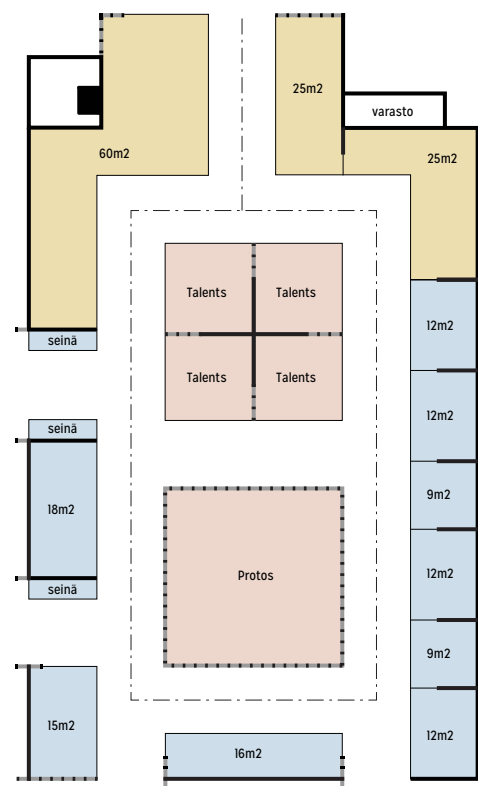 25m2
varasto
60m2
25m2
Talents
Talents
12m2
seinä
Talents
Talents
12m2
seinä
9m2
18m2
12m2
Protos
seinä
9m2
15m2
12m2
16m2